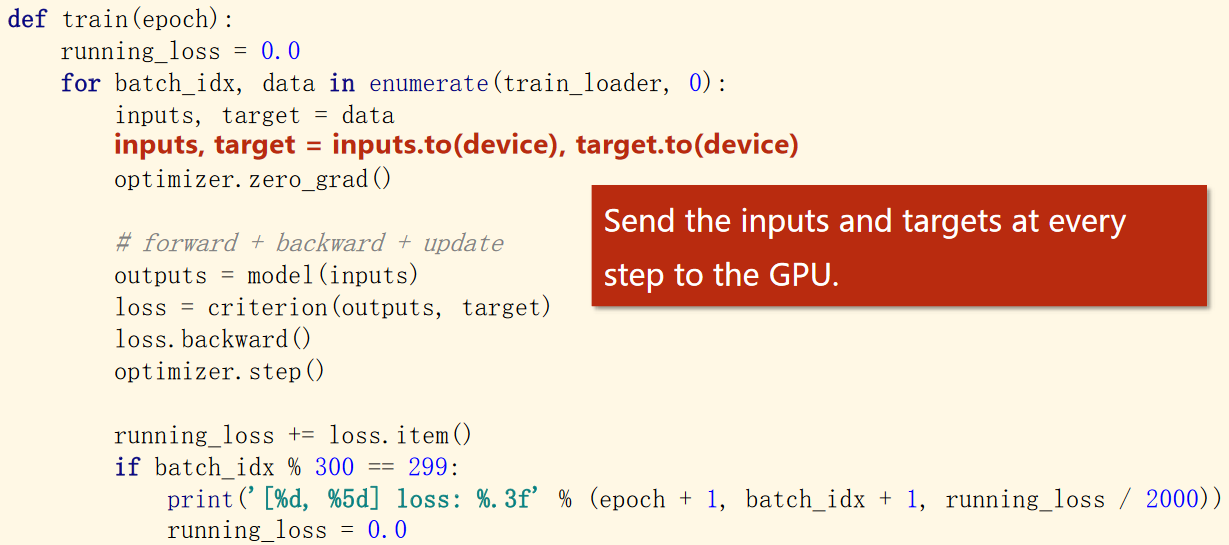 def train(epoch):
    running_loss = 0.0
    for batch_idx, data in enumerate(train_loader, 0):
        inputs, target = data
        inputs, target = inputs.to(device), target.to(device)
        optimizer.zero_grad()
Send the inputs and targets at every
step to the GPU.
        # forward + backward + update
        outputs = model(inputs)
        loss = criterion(outputs, target)
        loss.backward()
        optimizer.step()
        running_loss += loss.item()
        if batch_idx % 300 == 299:
            print('[%d, %5d] loss: %.3f' % (epoch + 1, batch_idx + 1, running_loss / 2000))
            running_loss = 0.0